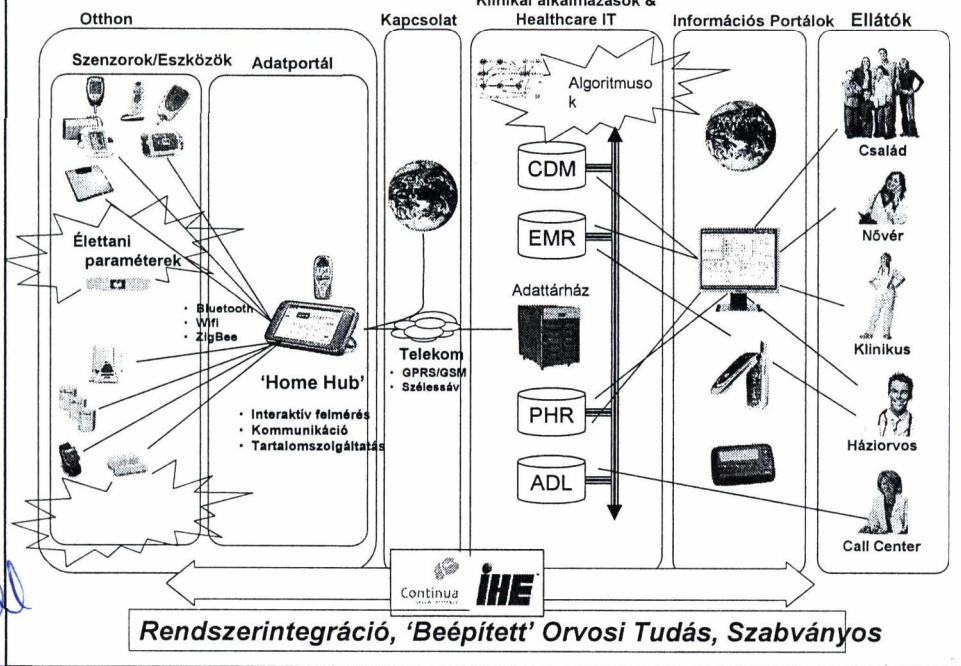 Otthon
Kapcsolat
Klinikai alkalmazások &
Healthcare IT
Információs Portálok
Ellátók
Szenzorok/Eszközök
Adatportál
Algoritmuso
k
Család
CDM
Élettani
paraméterek
EMR
Nővér
Adattárház
• Bluetooth
• Wifi
• ZigBee
Klinikus
Telekom
• GPRS/GSM
• Szélessáv
'Home Hub'
• Interaktív felmérés
• Kommunikáció
• Tartalomszolgáltatás
PHR
Háziorvos
ADL
Call Center
Continua
IHE
Rendszerintegráció, 'Beépített' Orvosi Tudás, Szabványos